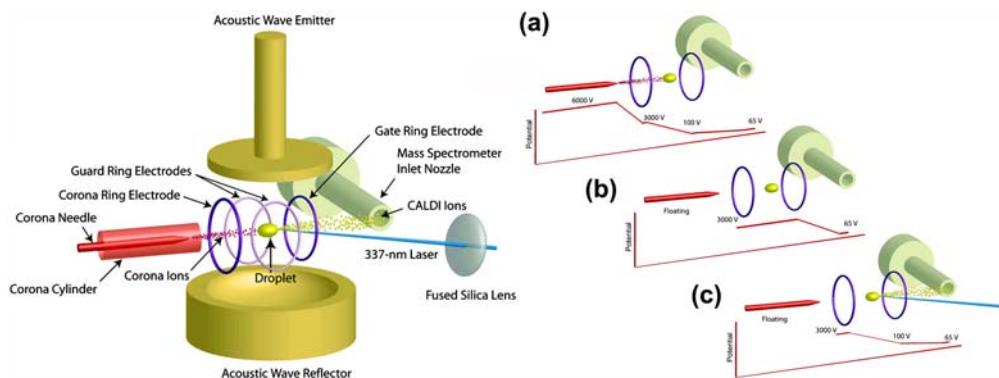 Acoustic Wave Emitter
Gate Ring Electrode
Mass Spectrometer
Inlet Nozzle
Guard Ring Electrodes
Corona Ring Electrode
Corona Needle
CALDI Ions
337-nm Laser
Corona Ions
Droplet
Corona Cylinder
Fused Silica Lens
Acoustic Wave Reflector
(a)
6000 V
3000 V
100 V
65 V
Potential
(b)
Floating
3000 V
65 V
Potential
(c)
Floating
3000 V
100 V
65 V
Potential